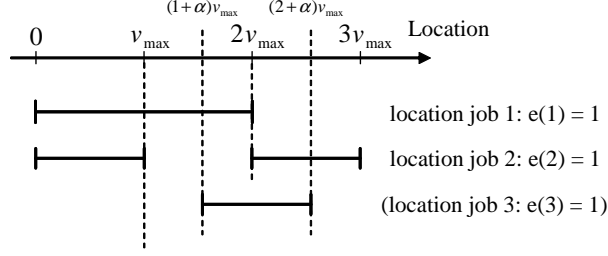 (1+α)v_max (2+α)v_max
0 v_max 2v_max 3v_max Location
location job 1: e(1) = 1
location job 2: e(2) = 1
(location job 3: e(3) = 1)